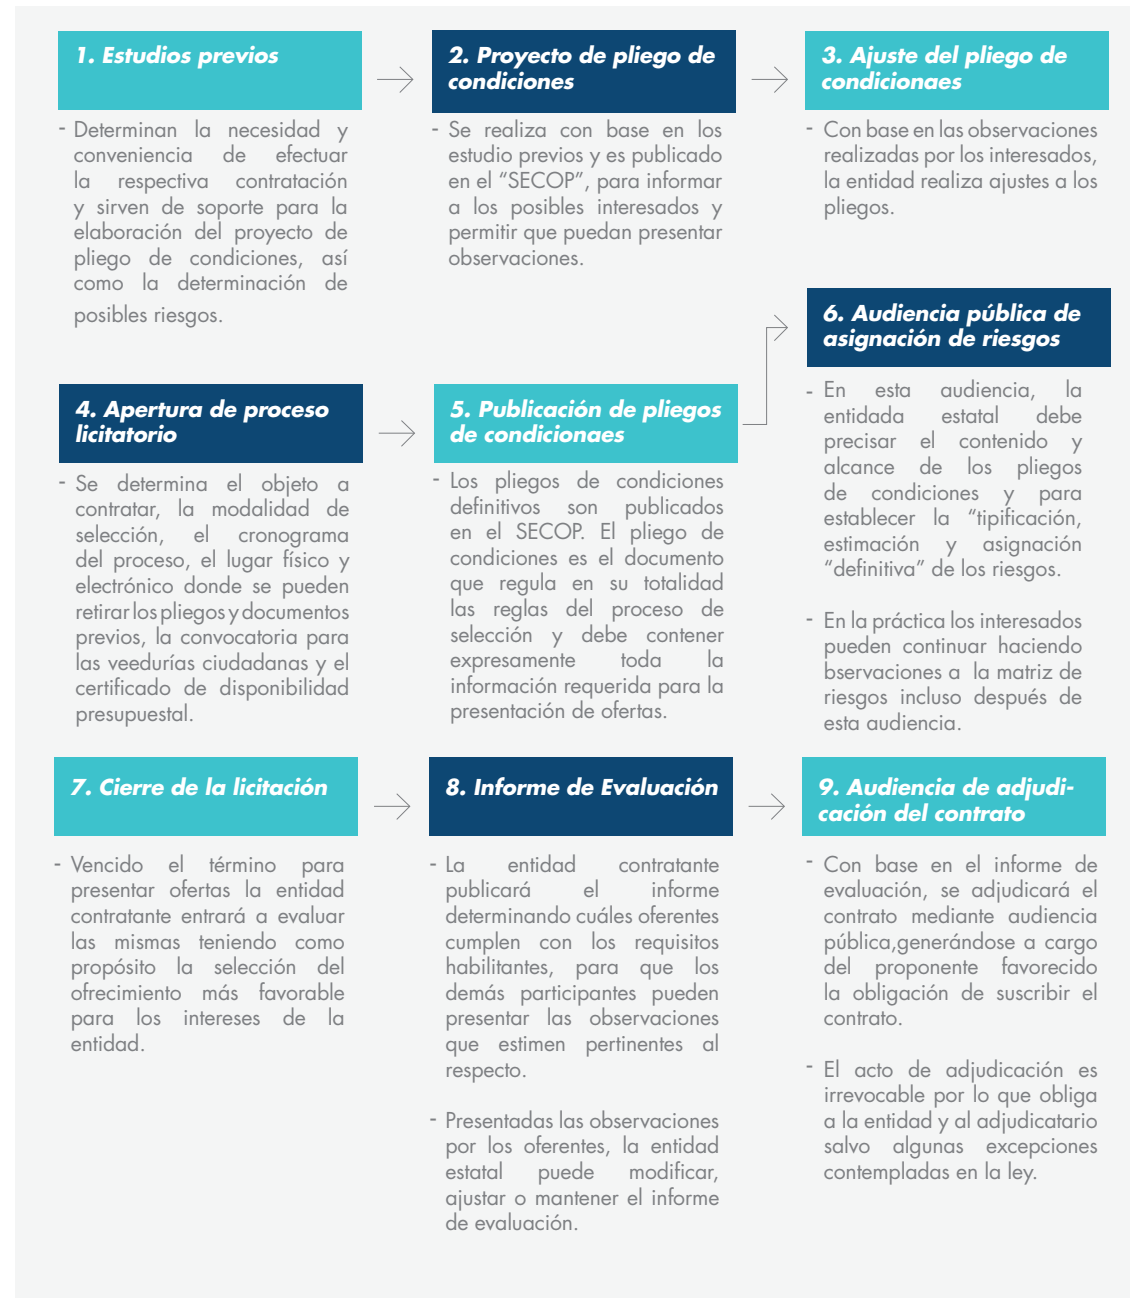 1. Estudios previos
- Determinan la necesidad y
conveniencia de efectuar
la respectiva contratación
y sirven de soporte para la
elaboración del proyecto de
pliego de condiciones, así
como la determinación de
posibles riesgos.
2. Proyecto de pliego de
condiciones
- Se realiza con base en los
estudio previos y es publicado
en el “SECOP”, para informar
a los posibles interesados y
permitir que puedan presentar
observaciones.
3. Ajuste del pliego de
condicionaes
- Con base en las observaciones
realizadas por los interesados,
la entidad realiza ajustes a los
pliegos.
4. Apertura de proceso
licitatorio
- Se determina el objeto a
contratar, la modalidad de
selección, el cronograma
del proceso, el lugar físico y
electrónico donde se pueden
retirar los pliegos y documentos
previos, la convocatoria para
las veedurías ciudadanas y el
certificado de disponibilidad
presupuestal.
5. Publicación de pliegos
de condicionaes
- Los pliegos de condiciones
definitivos son publicados
en el SECOP. El pliego de
condiciones es el documento
que regula en su totalidad
las reglas del proceso de
selección y debe contener
expresamente toda la
información requerida para la
presentación de ofertas.
6. Audiencia pública de
asignación de riesgos
- En esta audiencia, la
entidada estatal debe
precisar el contenido y
alcance de los pliegos
de condiciones y para
establecer la “tipificación,
estimación y asignación
“definitiva” de los riesgos.
- En la práctica los interesados
pueden continuar haciendo
bservaciones a la matriz de
riesgos incluso después de
esta audiencia.
7. Cierre de la licitación
- Vencido el término para
presentar ofertas la entidad
contratante entrará a evaluar
las mismas teniendo como
propósito la selección del
ofrecimiento más favorable
para los intereses de la
entidad.
8. Informe de Evaluación
- La entidad contratante
publicará el informe
determinando cuáles oferentes
cumplen con los requisitos
habilitantes, para que los
demás participantes pueden
presentar las observaciones
que estimen pertinentes al
respecto.
- Presentadas las observaciones
por los oferentes, la entidad
estatal puede modificar,
ajustar o mantener el informe
de evaluación.
9. Audiencia de adjudi-
cación del contrato
- Con base en el informe de
evaluación, se adjudicará el
contrato mediante audiencia
pública,generándose a cargo
del proponente favorecido
la obligación de suscribir el
contrato.
- El acto de adjudicación es
irrevocable por lo que obliga
a la entidad y al adjudicatario
salvo algunas excepciones
contempladas en la ley.